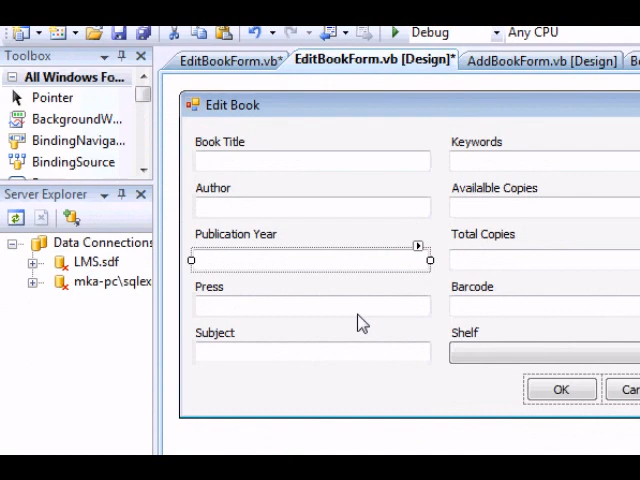 Debug
Any CPU
Toolbox
EditBookForm.vb*
EditBookForm.vb [Design]*
AddBookForm.vb [Design]
All Windows Fo...
Pointer
BackgroundW...
BindingNaviga...
BindingSource
Server Explorer
Data Connections
LMS.sdf
mka-pc\sqlex
Edit Book
Book Title
Keywords
Author
Availalble Copies
Publication Year
Total Copies
Press
Barcode
Subject
Shelf
OK